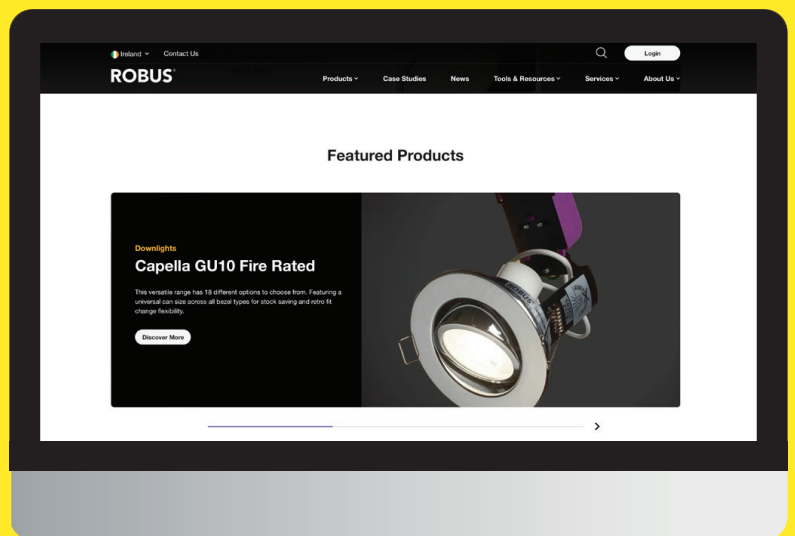 Ireland Contact Us
Login
ROBUS®
Products Case Studies News Tools & Resources Services About Us
Featured Products
Downlights
Capella GU10 Fire Rated
This versatile range has 18 different options to choose from. Featuring a
universal can size across all bezel types for stock saving and retro fit
change flexibility.
Discover More
ROBUS